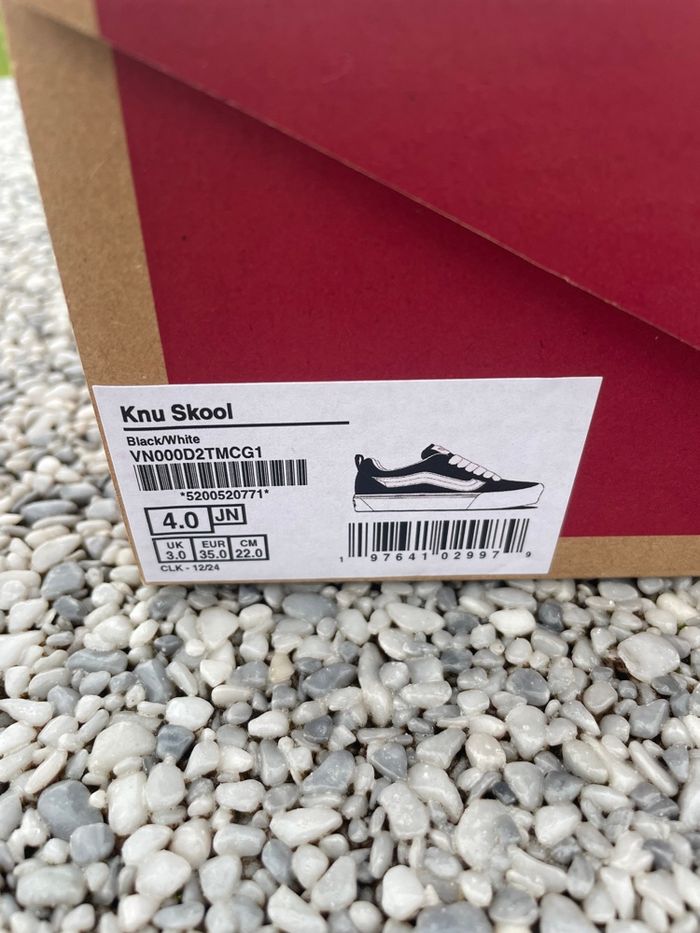 Knu Skool
Black/White
VN000D2TMCG1
*5200520771*
4.0 JN
UK EUR CM
3.0 35.0 22.0
CLK - 12/24
1 97641 02997 9